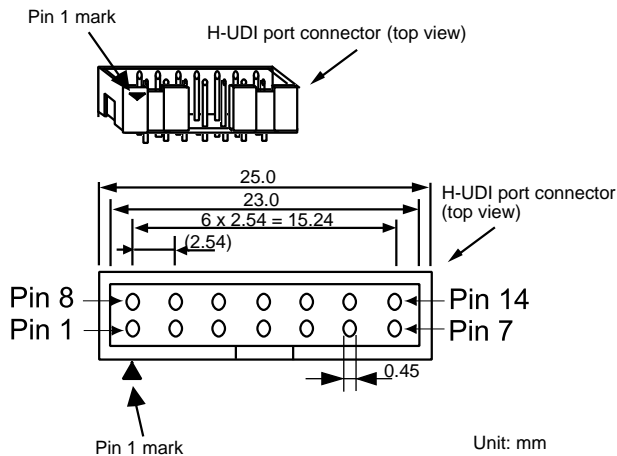 Pin 1 mark
H-UDI port connector (top view)
25.0
23.0
6 x 2.54 = 15.24
(2.54)
H-UDI port connector
(top view)
Pin 8
Pin 14
Pin 1
Pin 7
0.45
Pin 1 mark
Unit: mm